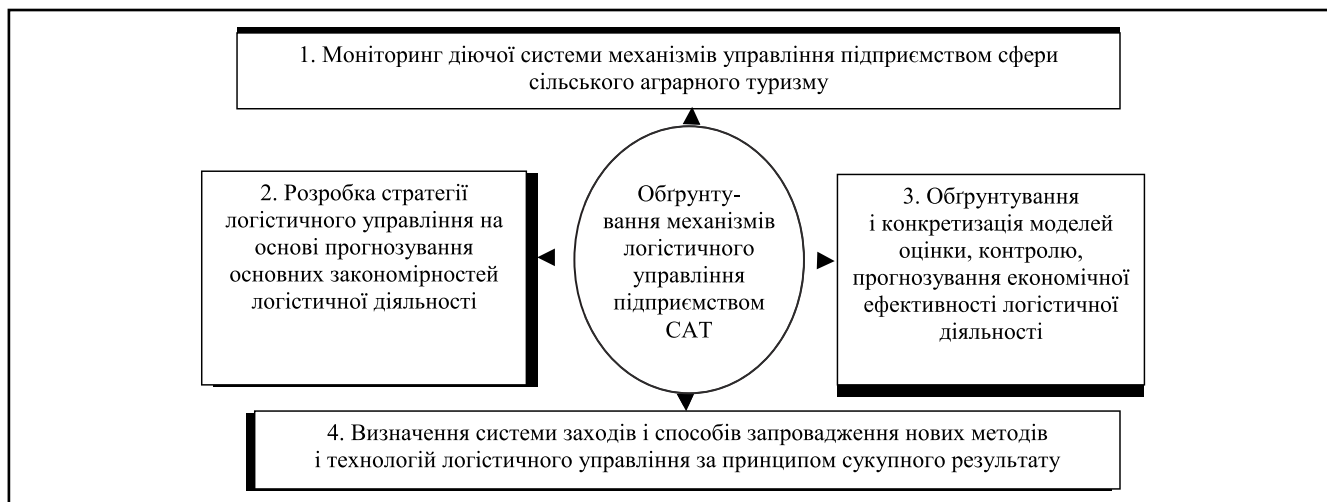 1. Моніторинг діючої системи механізмів управління підприємством сфери
сільського аграрного туризму
2. Розробка стратегії
логістичного управління на
основі прогнозування
основних закономірностей
логістичної діяльності
Обґрунту-
вання механізмів
логістичного
управління
підприємством
САТ
3. Обґрунтування
і конкретизація моделей
оцінки, контролю,
прогнозування економічної
ефективності логістичної
діяльності
4. Визначення системи заходів і способів запровадження нових методів
і технологій логістичного управління за принципом сукупного результату